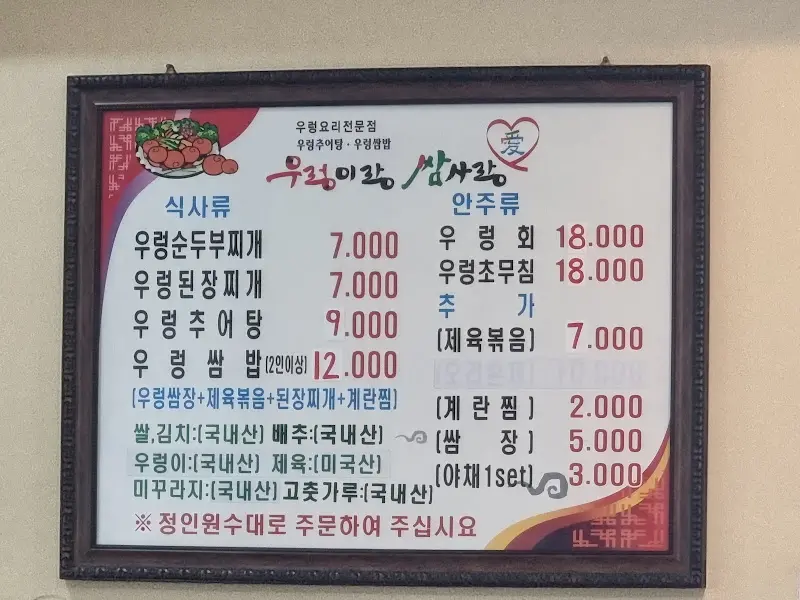 우렁요리전문점
우렁추어탕·우렁쌈밥
우렁이랑 쌈사랑
愛
식사류
우렁순두부찌개 7.000
우렁된장찌개 7.000
우렁추어탕 9.000
우렁쌈밥(2인이상) 12.000
(우렁쌈장+제육볶음+된장찌개+계란찜)
쌀,김치:(국내산) 배추:(국내산)
우렁이:(국내산) 제육:(미국산)
미꾸라지:(국내산) 고춧가루:(국내산)
※ 정인원수대로 주문하여 주십시요
안주류
우렁회 18.000
우렁초무침 18.000
추가
(제육볶음) 7.000
(계란찜) 2.000
(쌈장) 5.000
(야채1set) 3.000